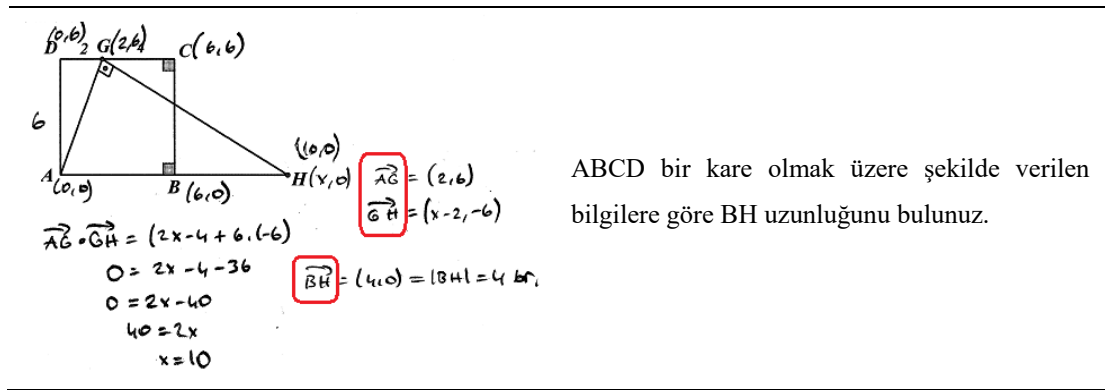 (0,6)
D 2 G(2,6) C(6,6)
6
(10,0)
A (0,0) B (6,0) H(x,0)
AG = (2,6)
GH = (x-2, -6)
AG • GH = (2x-4 + 6.(-6)
0 = 2x-4-36
0 = 2x-40
40 = 2x
x = 10
BH = (4,0) = |BH| = 4 br.
ABCD bir kare olmak üzere şekilde verilen
bilgilere göre BH uzunluğunu bulunuz.